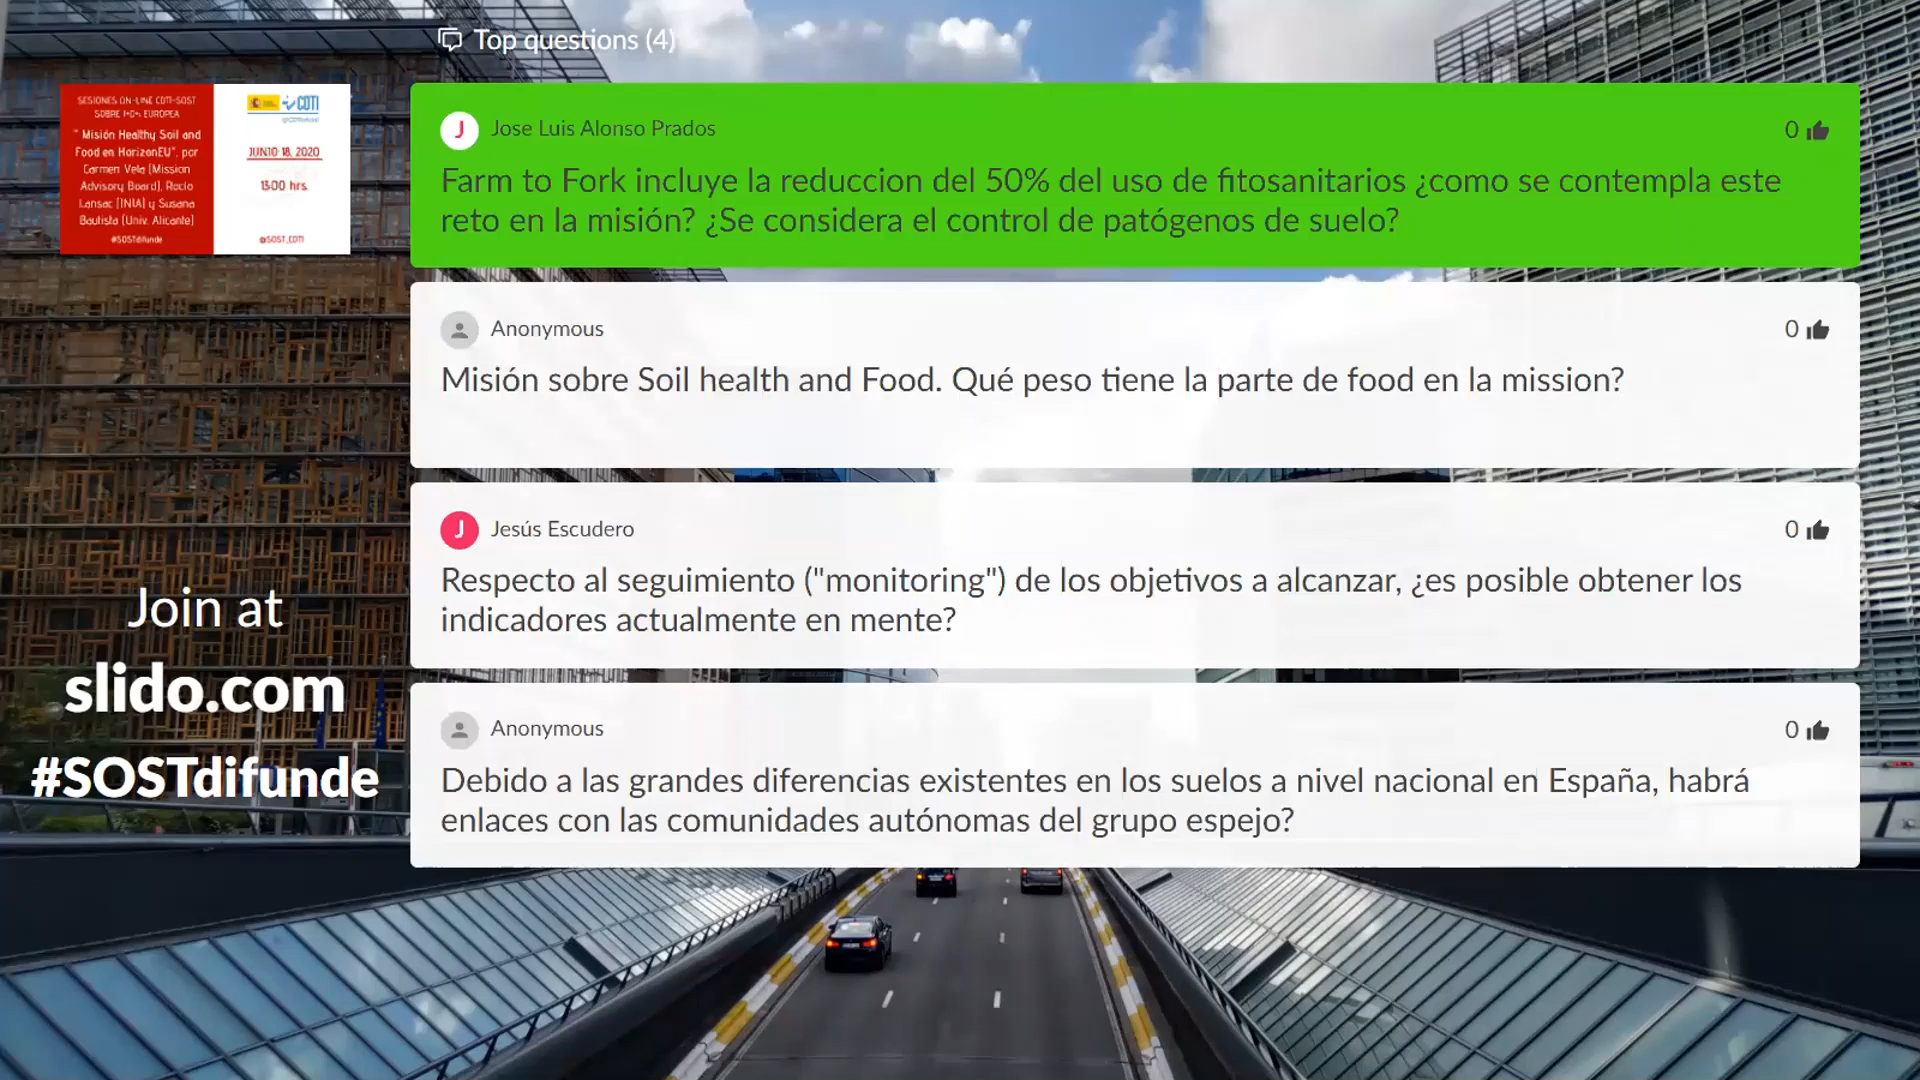 Top questions (4)
SESIONES ON-LINE CDTI-SOST
SOBRE I+D+i EUROPEA
" Misión Healthy Soil and
Food en HorizonEU", por
Carmen Vela (Mission
Advisory Board), Rocío
Lansac (INIA) y Susana
Bautista (Univ. Alicante)
#SOSTdifunde
CDTI
JUNIO 18, 2020
13:00 hrs.
@SOST_CDTI
J Jose Luis Alonso Prados
0
Farm to Fork incluye la reduccion del 50% del uso de fitosanitarios ¿como se contempla este
reto en la misión? ¿Se considera el control de patógenos de suelo?
Anonymous
0
Misión sobre Soil health and Food. Qué peso tiene la parte de food en la mission?
J Jesús Escudero
0
Respecto al seguimiento ("monitoring") de los objetivos a alcanzar, ¿es posible obtener los
indicadores actualmente en mente?
Anonymous
0
Debido a las grandes diferencias existentes en los suelos a nivel nacional en España, habrá
enlaces con las comunidades autónomas del grupo espejo?
Join at
slido.com
#SOSTdifunde